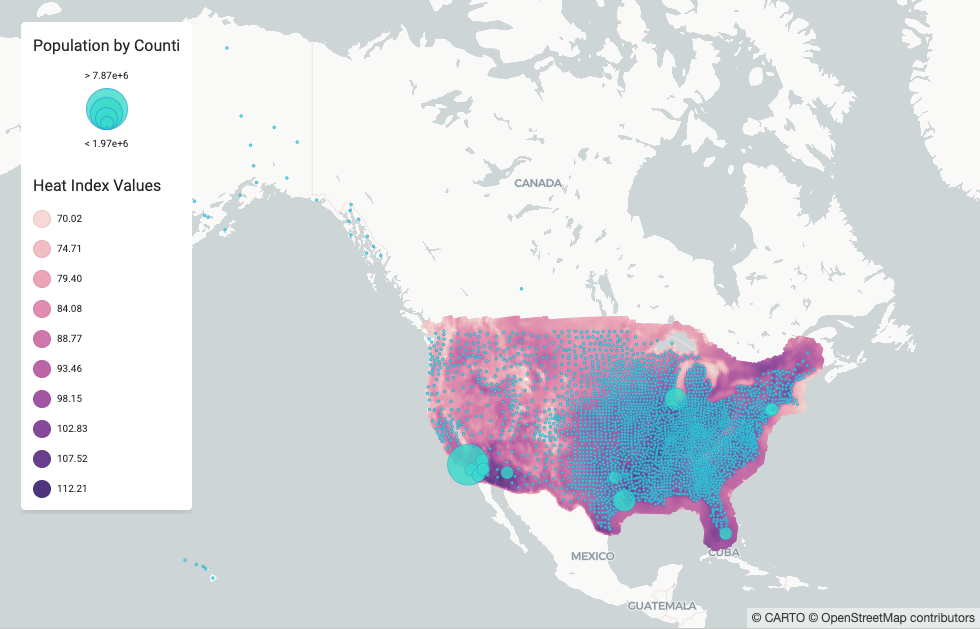 Population by Counti
> 7.87e+6
< 1.97e+6
Heat Index Values
70.02
74.71
79.40
84.08
88.77
93.46
98.15
102.83
107.52
112.21
CANADA
MEXICO
CUBA
GUATEMALA
© CARTO © OpenStreetMap contributors